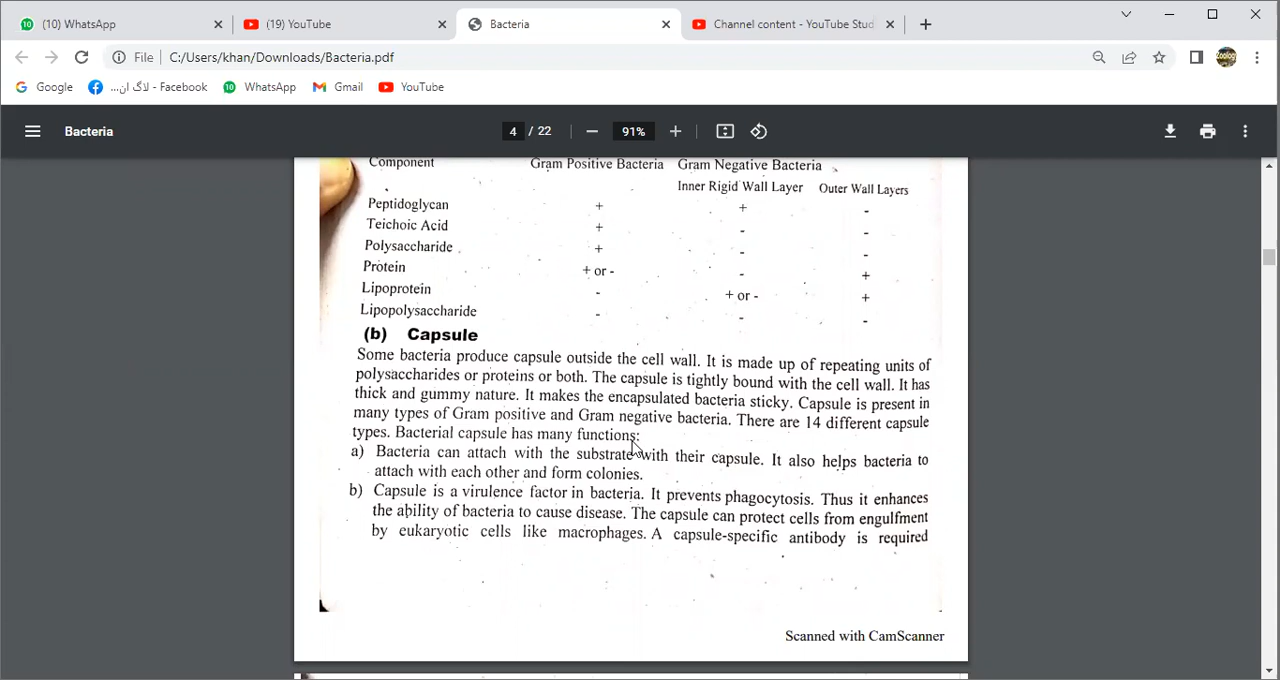 (10) WhatsApp
(19) YouTube
Bacteria
Channel content - YouTube Stud
File
C:/Users/khan/Downloads/Bacteria.pdf
Google
لاگ ان... - Facebook
10 WhatsApp
Gmail
YouTube
Bacteria
4 / 22
91%
Component Gram Positive Bacteria Gram Negative Bacteria
Inner Rigid Wall Layer Outer Wall Layers
Peptidoglycan + + -
Teichoic Acid + - -
Polysaccharide + - -
Protein + or - - +
Lipoprotein - + or - +
Lipopolysaccharide - - -
(b) Capsule
Some bacteria produce capsule outside the cell wall. It is made up of repeating units of
polysaccharides or proteins or both. The capsule is tightly bound with the cell wall. It has
thick and gummy nature. It makes the encapsulated bacteria sticky. Capsule is present in
many types of Gram positive and Gram negative bacteria. There are 14 different capsule
types. Bacterial capsule has many functions:
a) Bacteria can attach with the substrate with their capsule. It also helps bacteria to
attach with each other and form colonies.
b) Capsule is a virulence factor in bacteria. It prevents phagocytosis. Thus it enhances
the ability of bacteria to cause disease. The capsule can protect cells from engulfment
by eukaryotic cells like macrophages. A capsule-specific antibody is required
Scanned with CamScanner